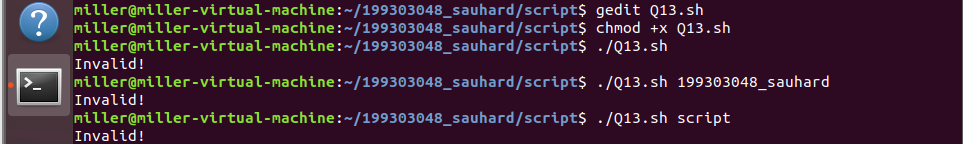 miller@miller-virtual-machine:~/199303048_sauhard/script$ gedit Q13.sh
miller@miller-virtual-machine:~/199303048_sauhard/script$ chmod +x Q13.sh
miller@miller-virtual-machine:~/199303048_sauhard/script$ ./Q13.sh
Invalid!
miller@miller-virtual-machine:~/199303048_sauhard/script$ ./Q13.sh 199303048_sauhard
Invalid!
miller@miller-virtual-machine:~/199303048_sauhard/script$ ./Q13.sh script
Invalid!